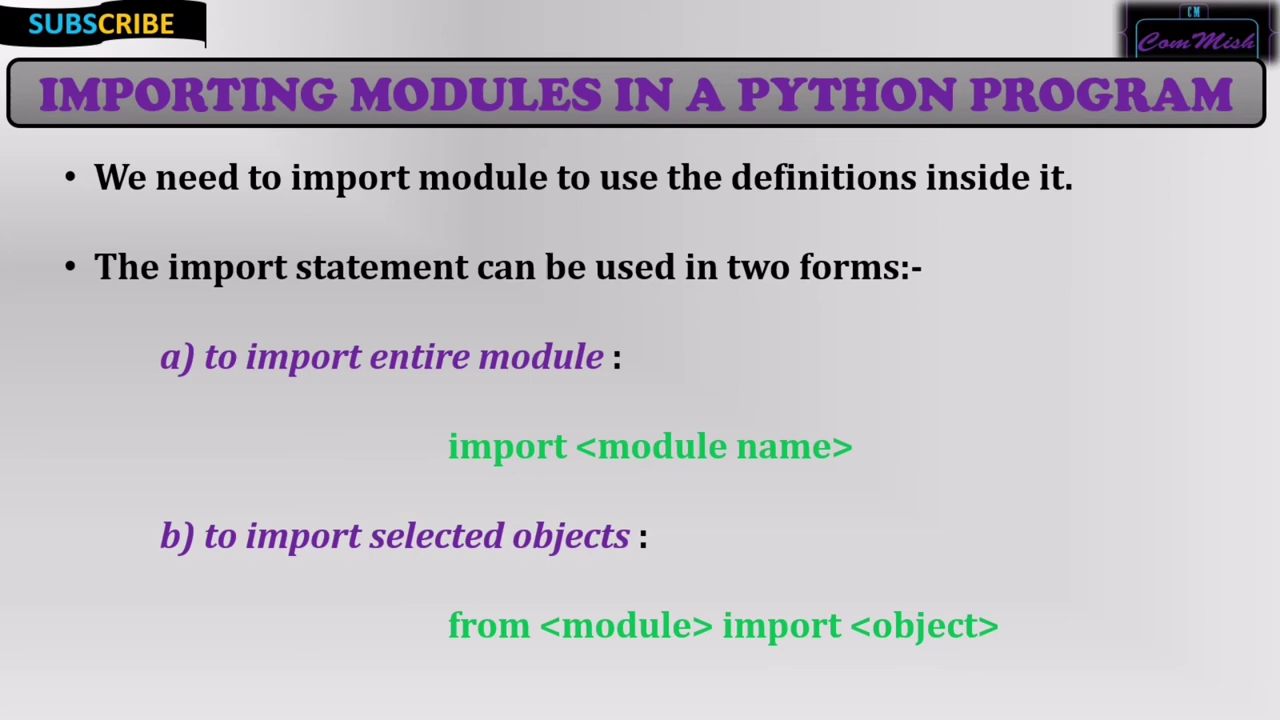 SUBSCRIBE
CM
ComMish
IMPORTING MODULES IN A PYTHON PROGRAM
• We need to import module to use the definitions inside it.
• The import statement can be used in two forms:-
a) to import entire module :
import <module name>
b) to import selected objects :
from <module> import <object>